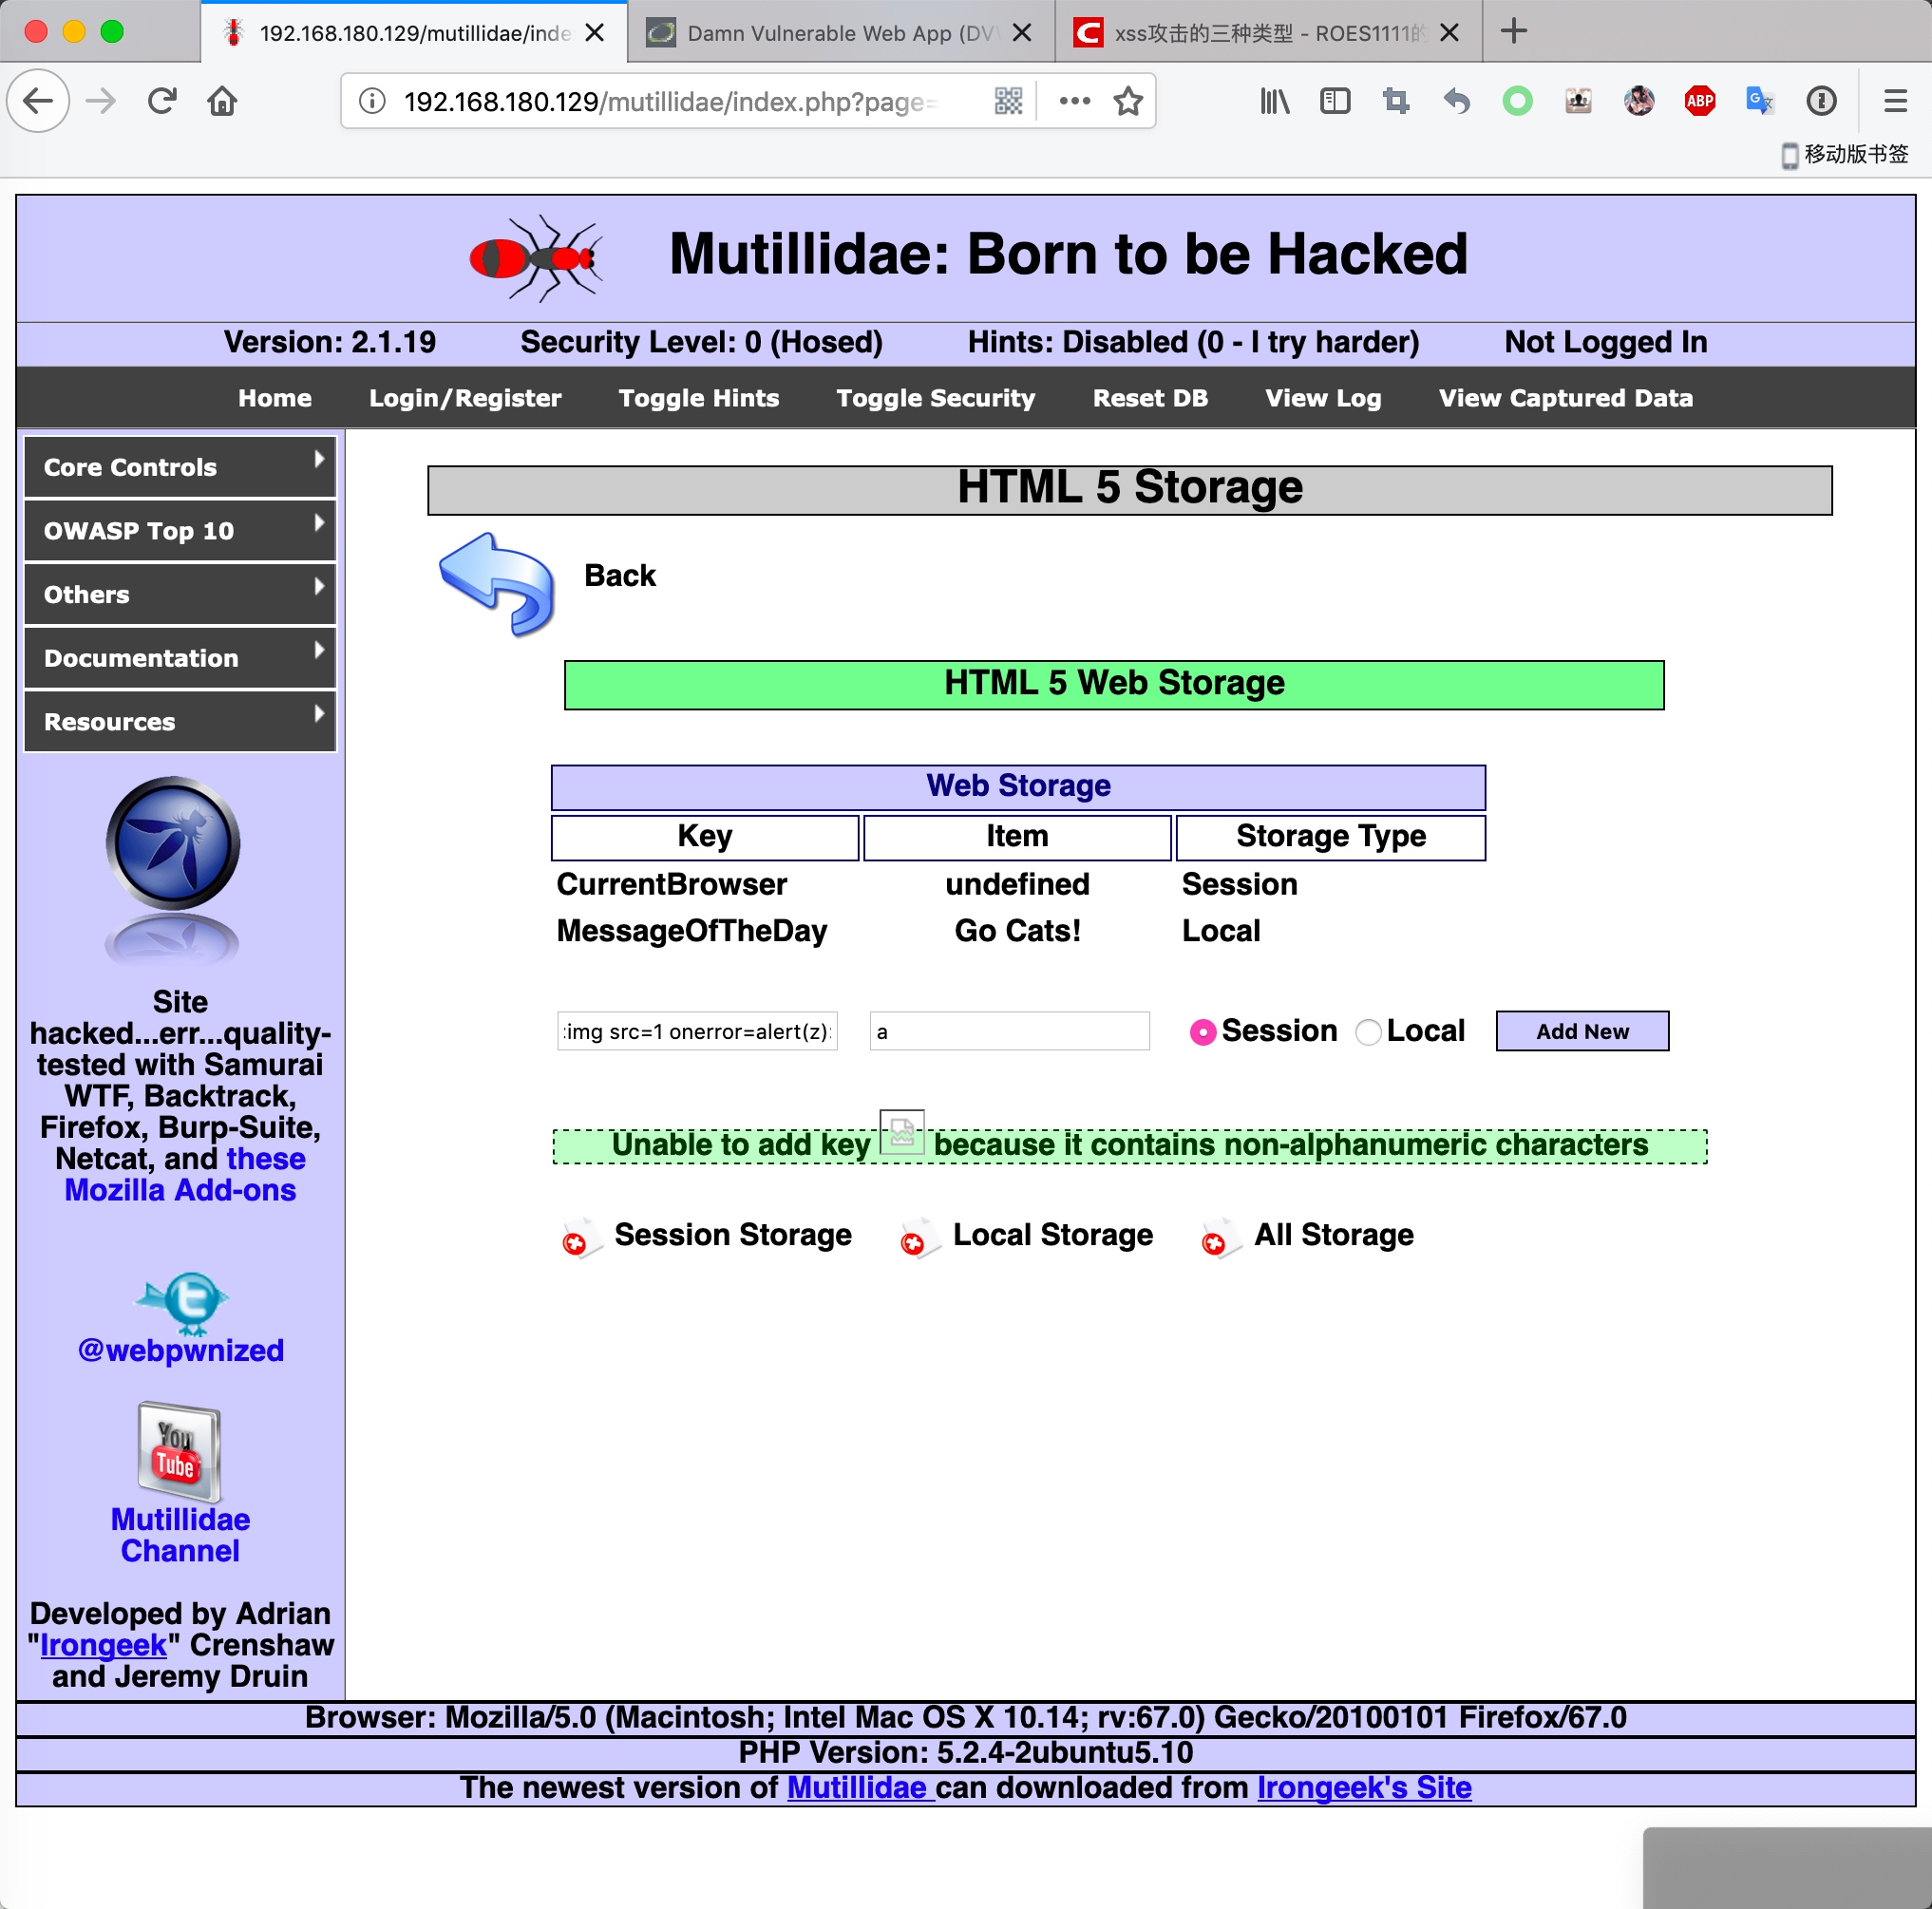 192.168.180.129/mutillidae/inde
Damn Vulnerable Web App (DV
xss攻击的三种类型 - ROES1111的
192.168.180.129/mutillidae/index.php?page=
ABP
移动版书签
Mutillidae: Born to be Hacked
Version: 2.1.19 Security Level: 0 (Hosed) Hints: Disabled (0 - I try harder) Not Logged In
Home Login/Register Toggle Hints Toggle Security Reset DB View Log View Captured Data
Core Controls
OWASP Top 10
Others
Documentation
Resources
Site
hacked...err...quality-
tested with Samurai
WTF, Backtrack,
Firefox, Burp-Suite,
Netcat, and these
Mozilla Add-ons
@webpwnized
You
Tube
Mutillidae
Channel
Developed by Adrian
"Irongeek" Crenshaw
and Jeremy Druin
HTML 5 Storage
Back
HTML 5 Web Storage
Web Storage
Key Item Storage Type
CurrentBrowser undefined Session
MessageOfTheDay Go Cats! Local
img src=1 onerror=alert(z) a Session Local Add New
Unable to add key because it contains non-alphanumeric characters
Session Storage Local Storage All Storage
Browser: Mozilla/5.0 (Macintosh; Intel Mac OS X 10.14; rv:67.0) Gecko/20100101 Firefox/67.0
PHP Version: 5.2.4-2ubuntu5.10
The newest version of Mutillidae can downloaded from Irongeek's Site